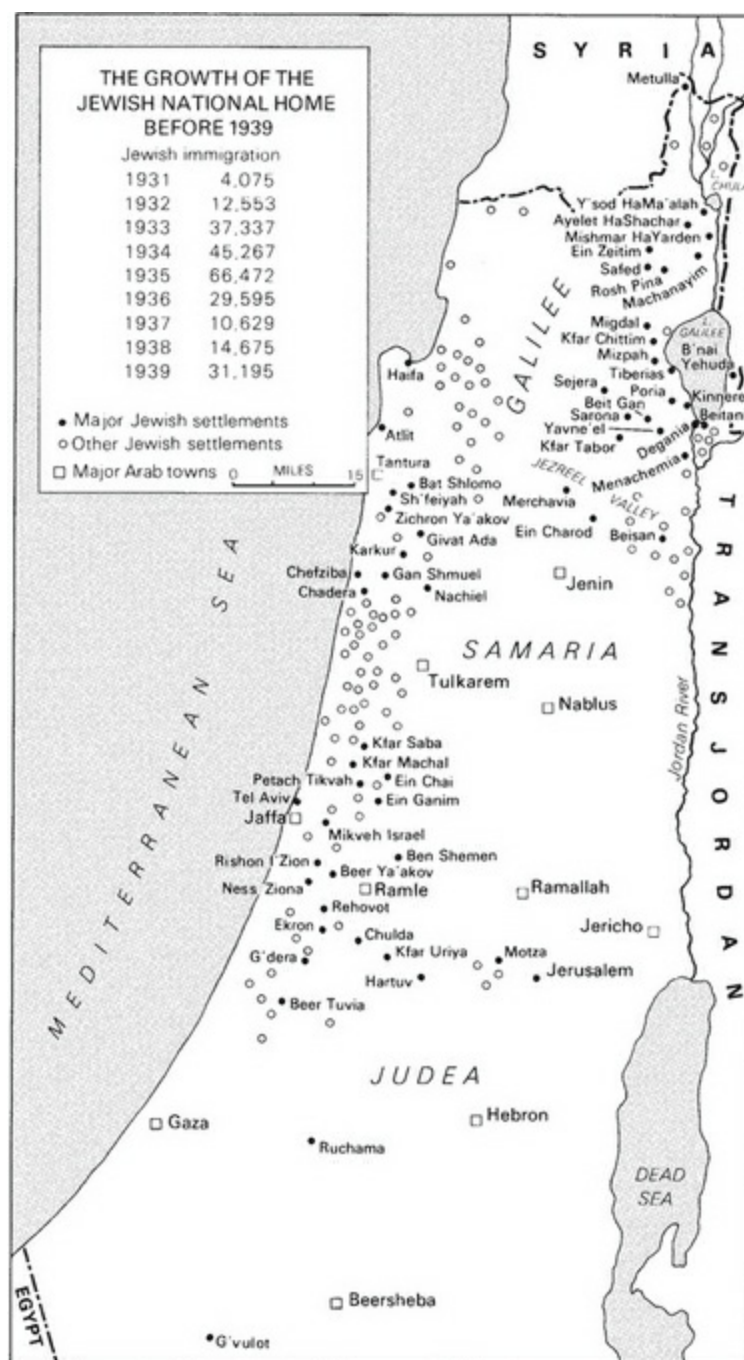 THE GROWTH OF THE
JEWISH NATIONAL HOME
BEFORE 1939
Jewish immigration
1931 4,075
1932 12,553
1933 37,337
1934 45,267
1935 66,472
1936 29,595
1937 10,629
1938 14,675
1939 31,195
Major Jewish settlements
Other Jewish settlements
Major Arab towns
0 MILES 15
SYRIA
Metulla
L. CHULA
Y'sod HaMa'alah
Ayelet HaShachar
Mishmar HaYarden
Ein Zeitim
Safed
Rosh Pina
Machanayim
GALILEE
Migdal
L. GALILEE
Kfar Chittim
B'nai
Yehuda
Mizpah
Haifa
Tiberias
Sejera
Poria
Kinneret
Beit Gan
Sarona
Beitania
Atlit
Yavne'el
Degania
Kfar Tabor
Tantura
Menachemia
JEZREEL
VALLEY
Bat Shlomo
Sh'feiyah
Merchavia
Zichron Ya'akov
Givat Ada
Ein Charod
Beisan
Karkur
Chefziba
Gan Shmuel
Jenin
Chadera
Nachiel
TRANSJORDAN
SAMARIA
Tulkarem
Nablus
Jordan River
MEDITERRANEAN SEA
Kfar Saba
Kfar Machal
Petach Tikvah
Ein Chai
Tel Aviv
Ein Ganim
Jaffa
Mikveh Israel
Rishon l'Zion
Ben Shemen
Beer Ya'akov
Ness Ziona
Ramle
Ramallah
Rehovot
Ekron
Chulda
Jericho
G'dera
Kfar Uriya
Motza
Hartuv
Jerusalem
Beer Tuvia
JUDEA
Gaza
Hebron
Ruchama
DEAD
SEA
EGYPT
Beersheba
G'vulot